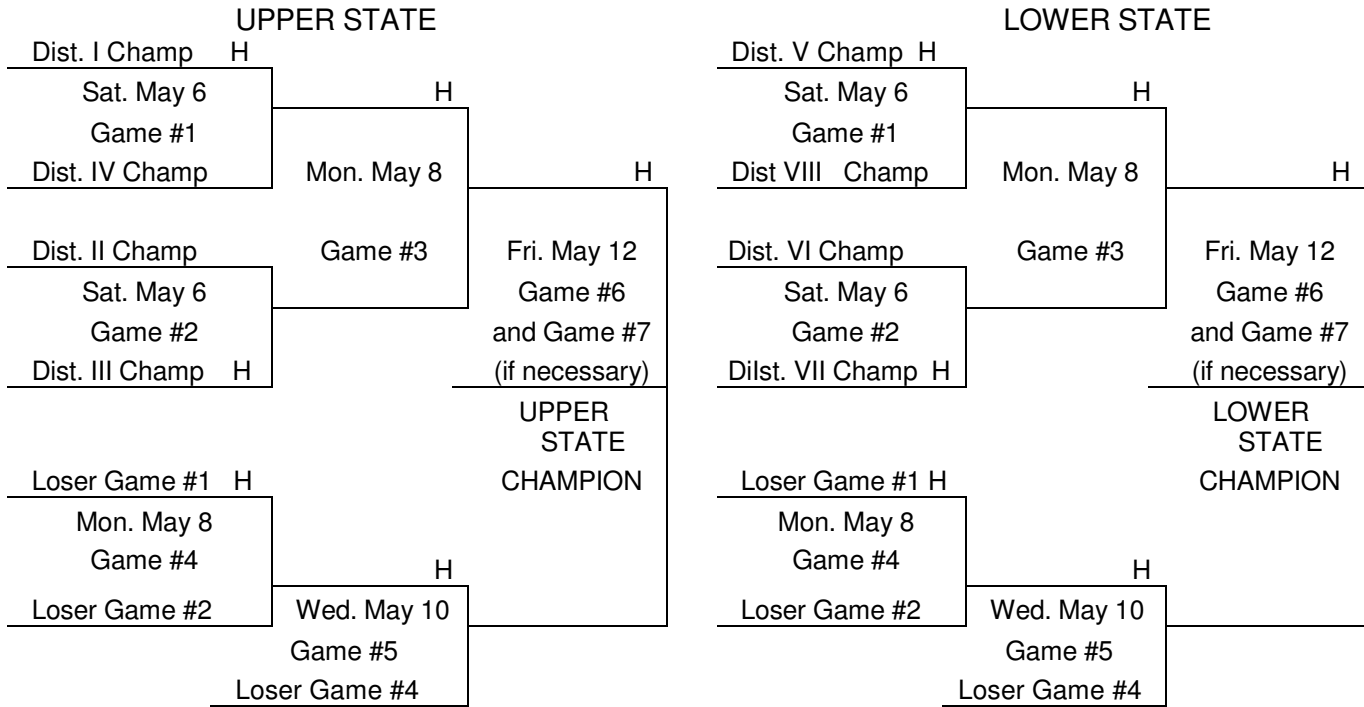 UPPER STATE
Dist. I Champ H
Sat. May 6
Game #1
Dist. IV Champ
H
Mon. May 8
Game #3
Dist. II Champ
Sat. May 6
Game #2
Dist. III Champ H
H
Fri. May 12
Game #6
and Game #7
(if necessary)
UPPER
STATE
CHAMPION
Loser Game #1 H
Mon. May 8
Game #4
Loser Game #2
H
Wed. May 10
Game #5
Loser Game #4
LOWER STATE
Dist. V Champ H
Sat. May 6
Game #1
Dist VIII Champ
H
Mon. May 8
Game #3
Dist. VI Champ
Sat. May 6
Game #2
DiIst. VII Champ H
H
Fri. May 12
Game #6
and Game #7
(if necessary)
LOWER
STATE
CHAMPION
Loser Game #1 H
Mon. May 8
Game #4
Loser Game #2
H
Wed. May 10
Game #5
Loser Game #4